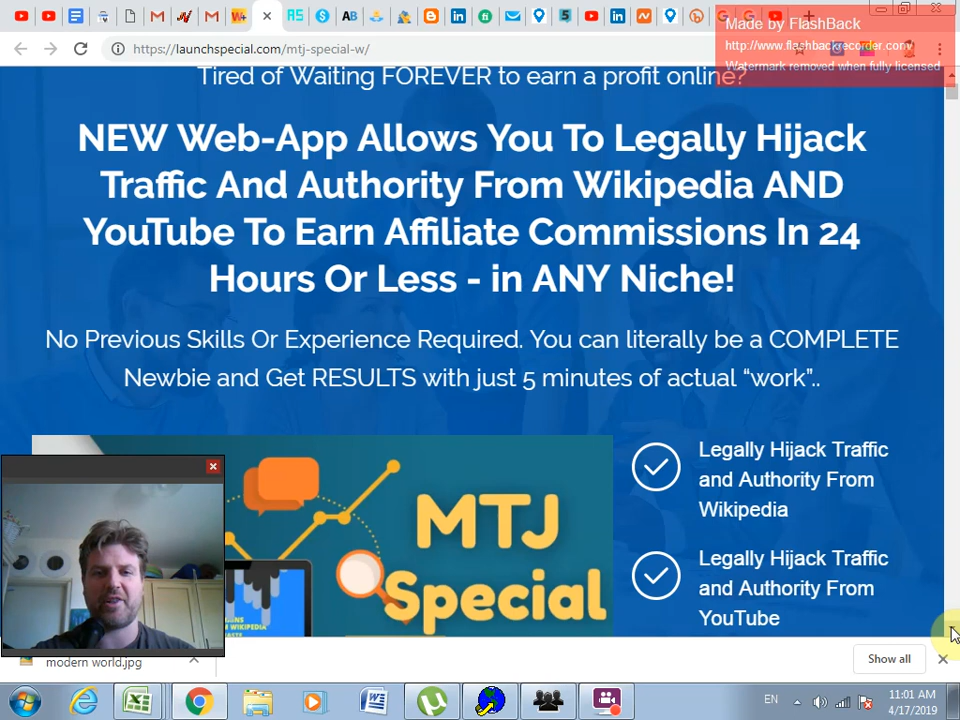 Made by FlashBack
https://launchspecial.com/mtj-special-w/
http://www.flashbackrecorder.com/
Watermark removed when fully licensed
Tired of Waiting FOREVER to earn a profit online?
NEW Web-App Allows You To Legally Hijack
Traffic And Authority From Wikipedia AND
YouTube To Earn Affiliate Commissions In 24
Hours Or Less - in ANY Niche!
No Previous Skills Or Experience Required. You can literally be a COMPLETE
Newbie and Get RESULTS with just 5 minutes of actual “work”..
MTJ
Special
Legally Hijack Traffic
and Authority From
Wikipedia
Legally Hijack Traffic
and Authority From
YouTube
modern world.jpg
Show all
EN
11:01 AM
4/17/2019